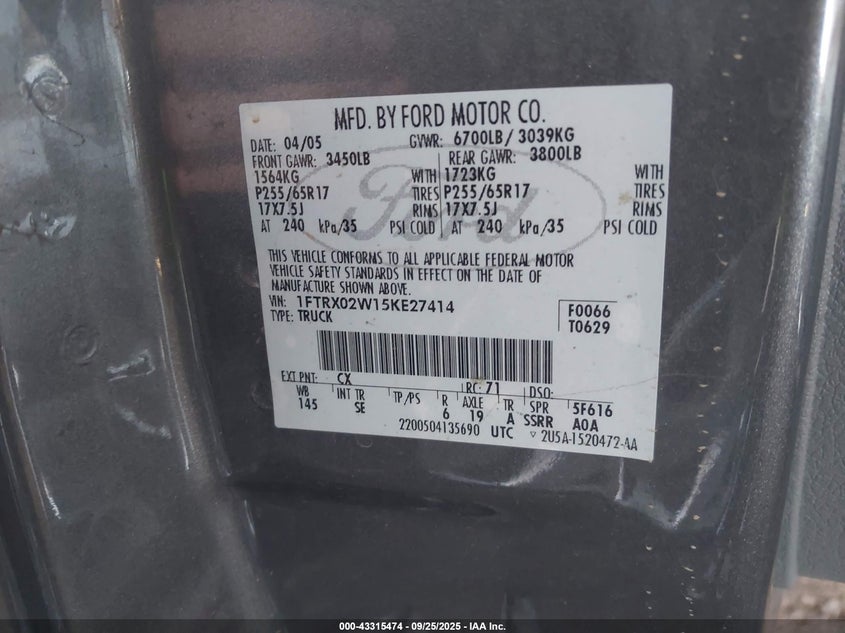 MFD. BY FORD MOTOR CO.
DATE: 04/05 GVWR: 6700LB/ 3039KG
FRONT GAWR: 3450LB REAR GAWR: 3800LB
1564KG WITH 1723KG WITH
P255/65R17 TIRES P255/65R17 TIRES
17X7.5J RIMS 17X7.5J RIMS
AT 240 kPa/35 PSI COLD AT 240 kPa/35 PSI COLD
Ford
THIS VEHICLE CONFORMS TO ALL APPLICABLE FEDERAL MOTOR
VEHICLE SAFETY STANDARDS IN EFFECT ON THE DATE OF
MANUFACTURE SHOWN ABOVE.
VIN: 1FTRX02W15KE27414 F0066
TYPE: TRUCK T0629
EXT PNT: CX RC: 71 DSO:
WB INT TR TP/PS R AXLE TR SPR 5F616
145 SE 6 19 A SSRR AOA
2200504135690 UTC ▽ 2U5A-1520472-AA
000-43315474 | 09/25/2025 - IAA Inc.